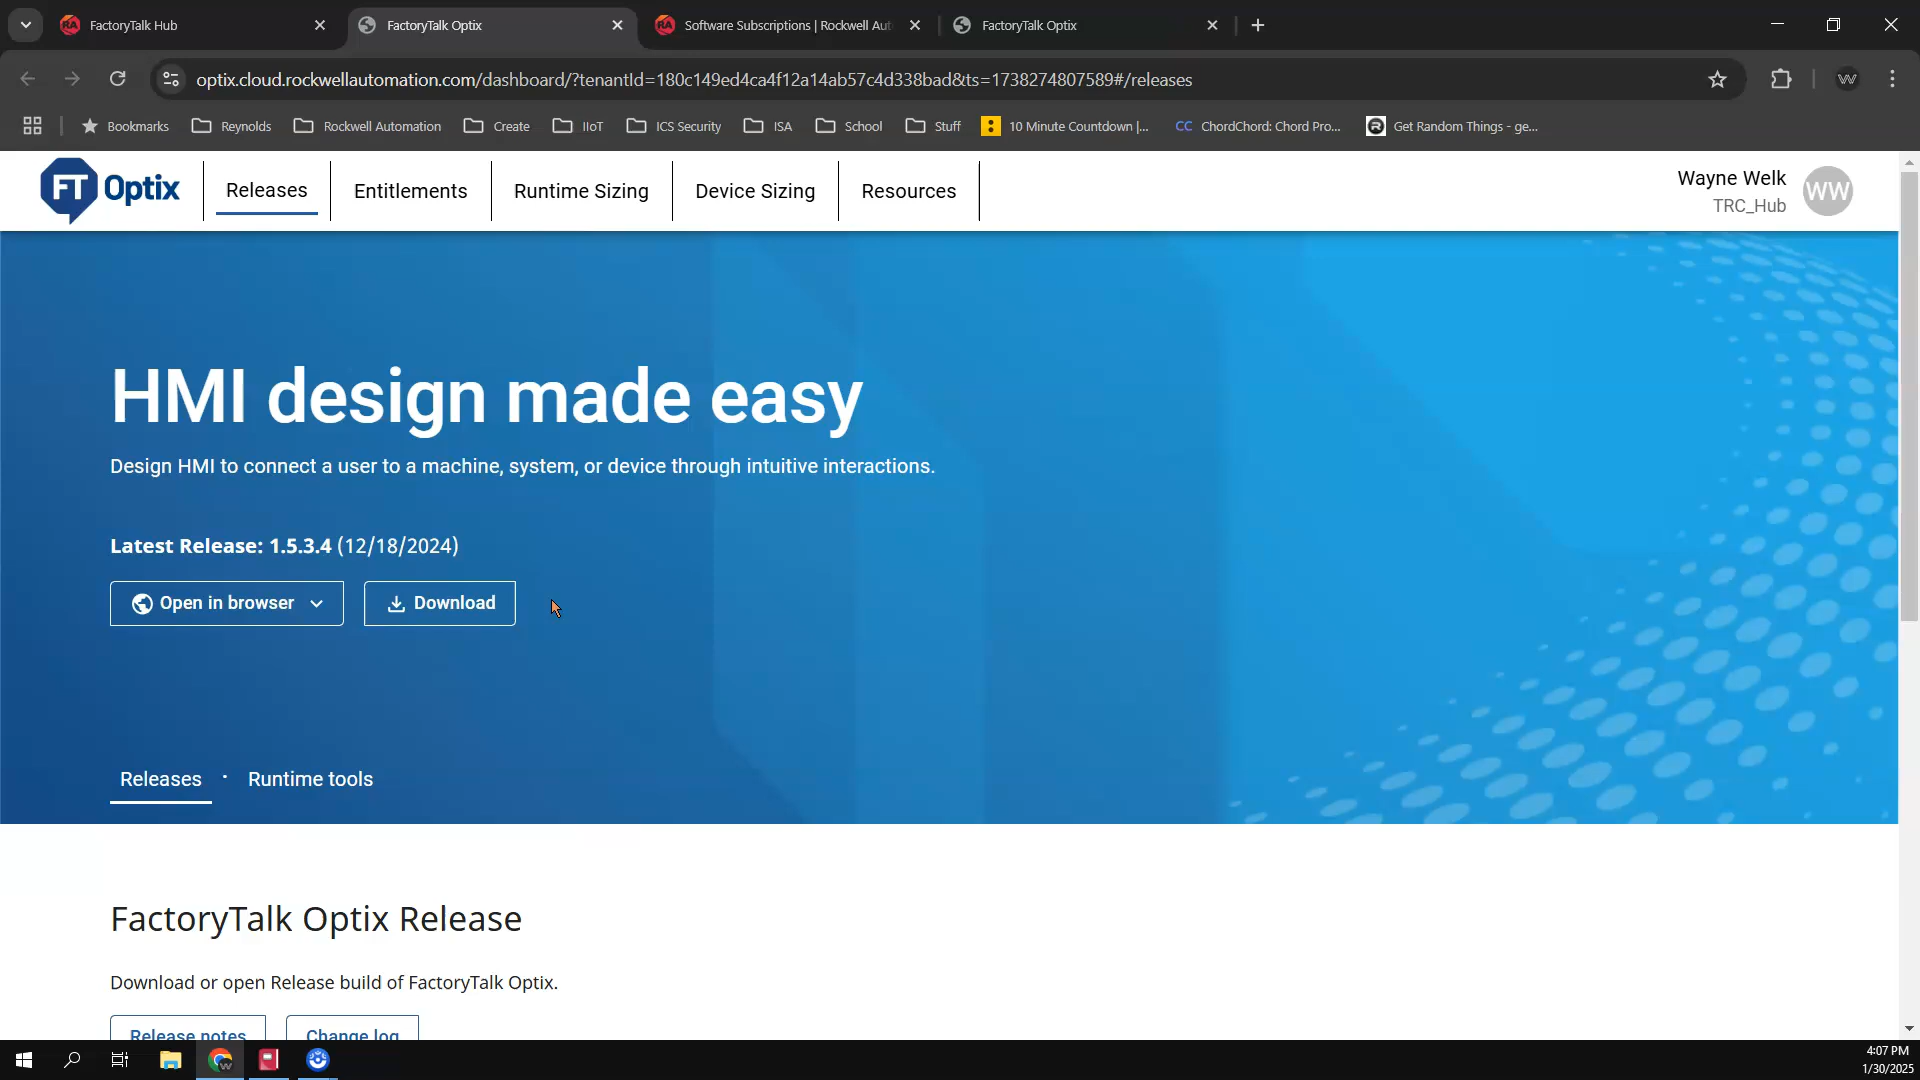 FactoryTalk Hub
FactoryTalk Optix
Software Subscriptions | Rockwell Aut
FactoryTalk Optix
optix.cloud.rockwellautomation.com/dashboard/?tenantId=180c149ed4ca4f12a14ab57c4d338bad&ts=1738274807589#/releases
W
Bookmarks
Reynolds
Rockwell Automation
Create
IIoT
ICS Security
ISA
School
Stuff
10 Minute Countdown |...
CC ChordChord: Chord Pro...
Get Random Things - ge...
FT Optix
Releases
Entitlements
Runtime Sizing
Device Sizing
Resources
Wayne Welk
TRC_Hub
WW
HMI design made easy
Design HMI to connect a user to a machine, system, or device through intuitive interactions.
Latest Release: 1.5.3.4 (12/18/2024)
Open in browser
Download
Releases · Runtime tools
FactoryTalk Optix Release
Download or open Release build of FactoryTalk Optix.
Release notes
Change log
4:07 PM
1/30/2025